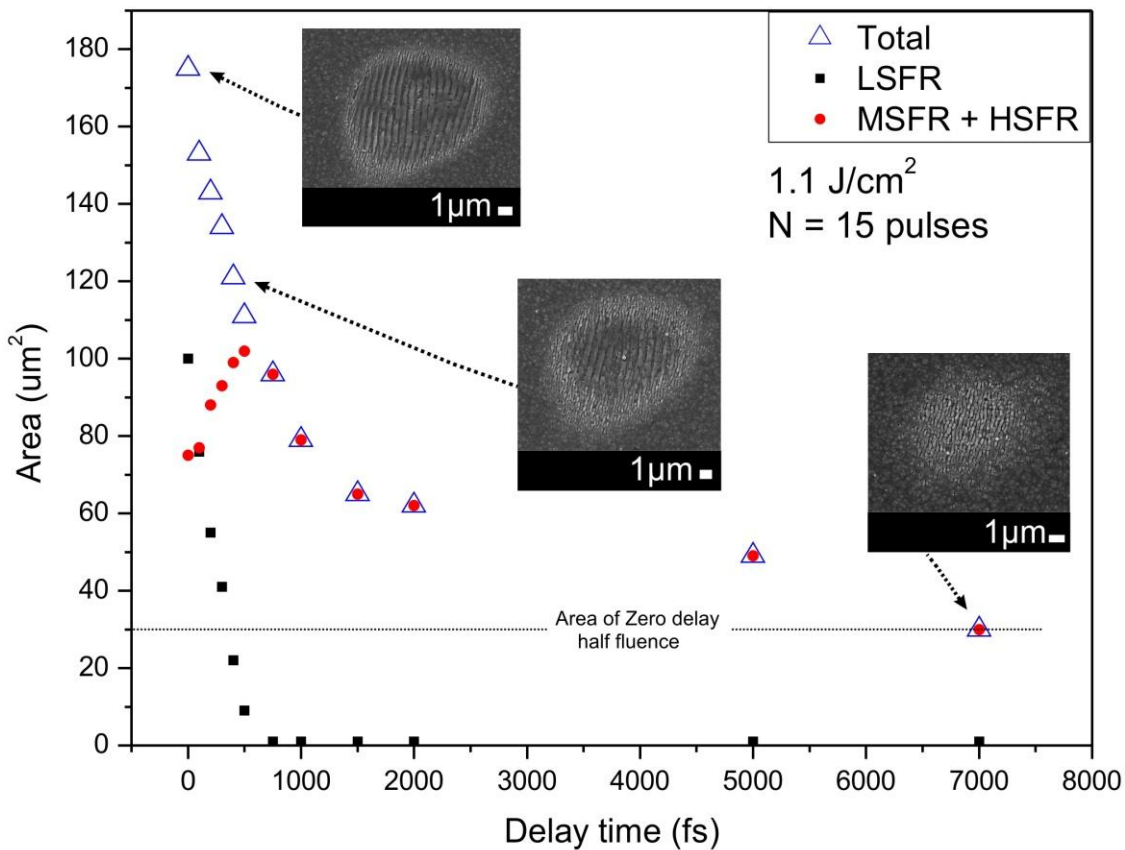 Total
LSFR
MSFR + HSFR
1.1 J/cm²
N = 15 pulses
1μm
1μm
1μm
Area of Zero delay
half fluence
Area (um²)
180
160
140
120
100
80
60
40
20
0
0 1000 2000 3000 4000 5000 6000 7000 8000
Delay time (fs)